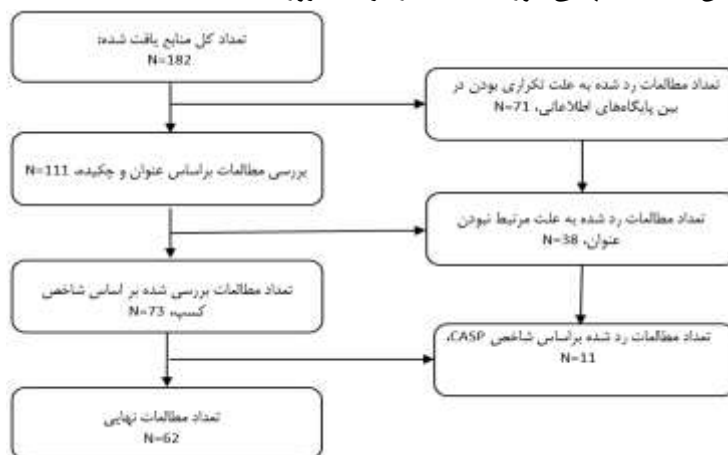 تعداد کل منابع یافت شده:
N=182
تعداد مطالعات رد شده به علت تکراری بودن در
بین پایگاه‌های اطلاعاتی، N=71
بررسی مطالعات براساس عنوان و چکیده، N=111
تعداد مطالعات رد شده به علت مرتبط نبودن
عنوان، N=38
تعداد مطالعات بررسی شده بر اساس شاخص
کسپ، N=73
تعداد مطالعات رد شده براساس شاخص CASP،
N=11
تعداد مطالعات نهایی
N=62